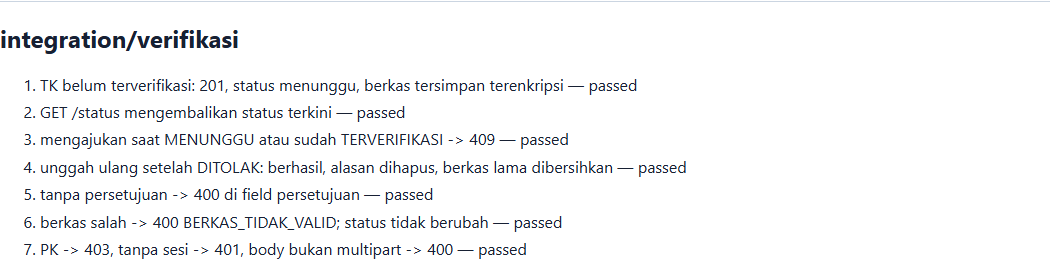 integration/verifikasi
1. TK belum terverifikasi: 201, status menunggu, berkas tersimpan terenkripsi — passed
2. GET /status mengembalikan status terkini — passed
3. mengajukan saat MENUNGGU atau sudah TERVERIFIKASI -> 409 — passed
4. unggah ulang setelah DITOLAK: berhasil, alasan dihapus, berkas lama dibersihkan — passed
5. tanpa persetujuan -> 400 di field persetujuan — passed
6. berkas salah -> 400 BERKAS_TIDAK_VALID; status tidak berubah — passed
7. PK -> 403, tanpa sesi -> 401, body bukan multipart -> 400 — passed